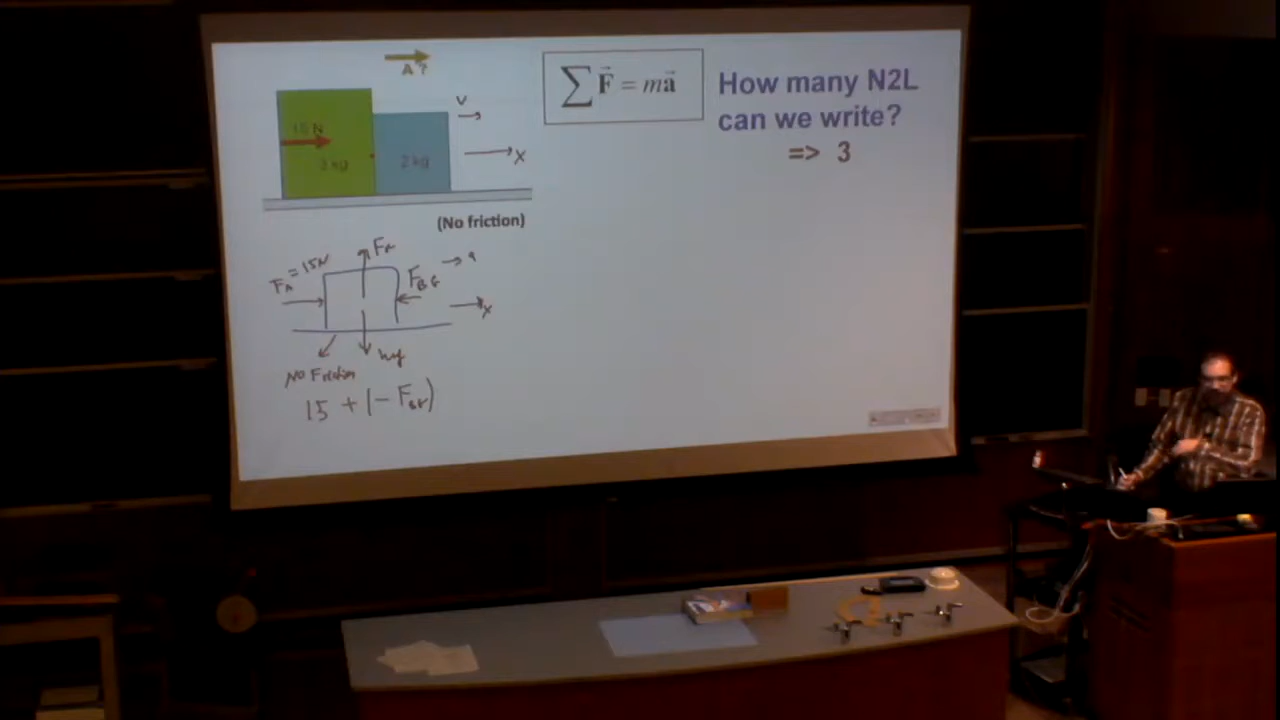 A?
15 N
3 kg
2 kg
v
x
(No friction)
∑F⃗ = ma⃗
How many N2L
can we write?
=> 3
FN
FA = 15N
FBG
a
x
mg
No Friction
15 + (- FBG)